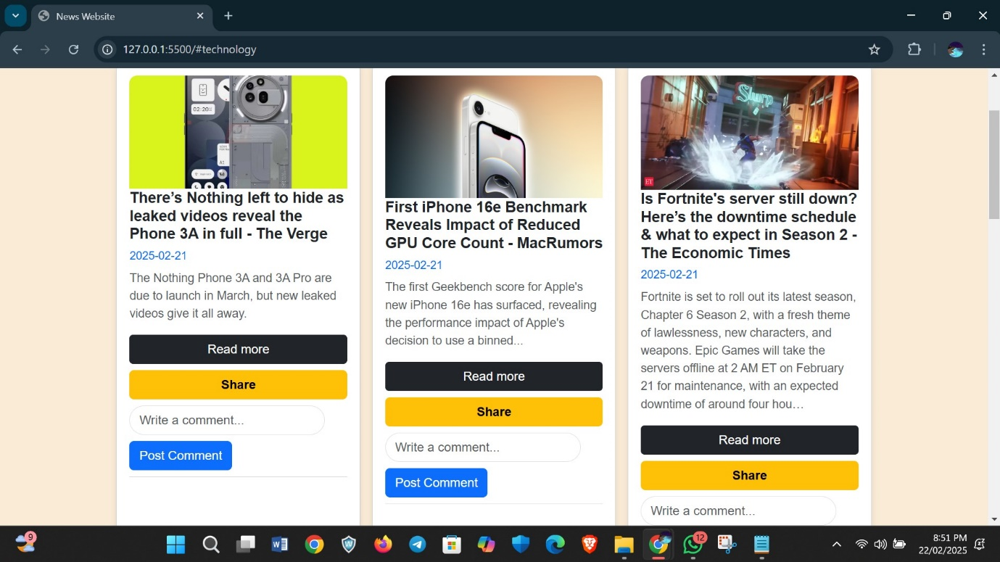 News Website
127.0.0.1:5500/#technology
02:20
A1
There’s Nothing left to hide as
leaked videos reveal the
Phone 3A in full - The Verge
2025-02-21
The Nothing Phone 3A and 3A Pro are
due to launch in March, but new leaked
videos give it all away.
Read more
Share
Write a comment...
Post Comment
First iPhone 16e Benchmark
Reveals Impact of Reduced
GPU Core Count - MacRumors
2025-02-21
The first Geekbench score for Apple's
new iPhone 16e has surfaced, revealing
the performance impact of Apple's
decision to use a binned...
Read more
Share
Write a comment...
Post Comment
Slurp
ET
Is Fortnite's server still down?
Here’s the downtime schedule
& what to expect in Season 2 -
The Economic Times
2025-02-21
Fortnite is set to roll out its latest season,
Chapter 6 Season 2, with a fresh theme
of lawlessness, new characters, and
weapons. Epic Games will take the
servers offline at 2 AM ET on February
21 for maintenance, with an expected
downtime of around four hou…
Read more
Share
Write a comment...
9
12
8:51 PM
22/02/2025